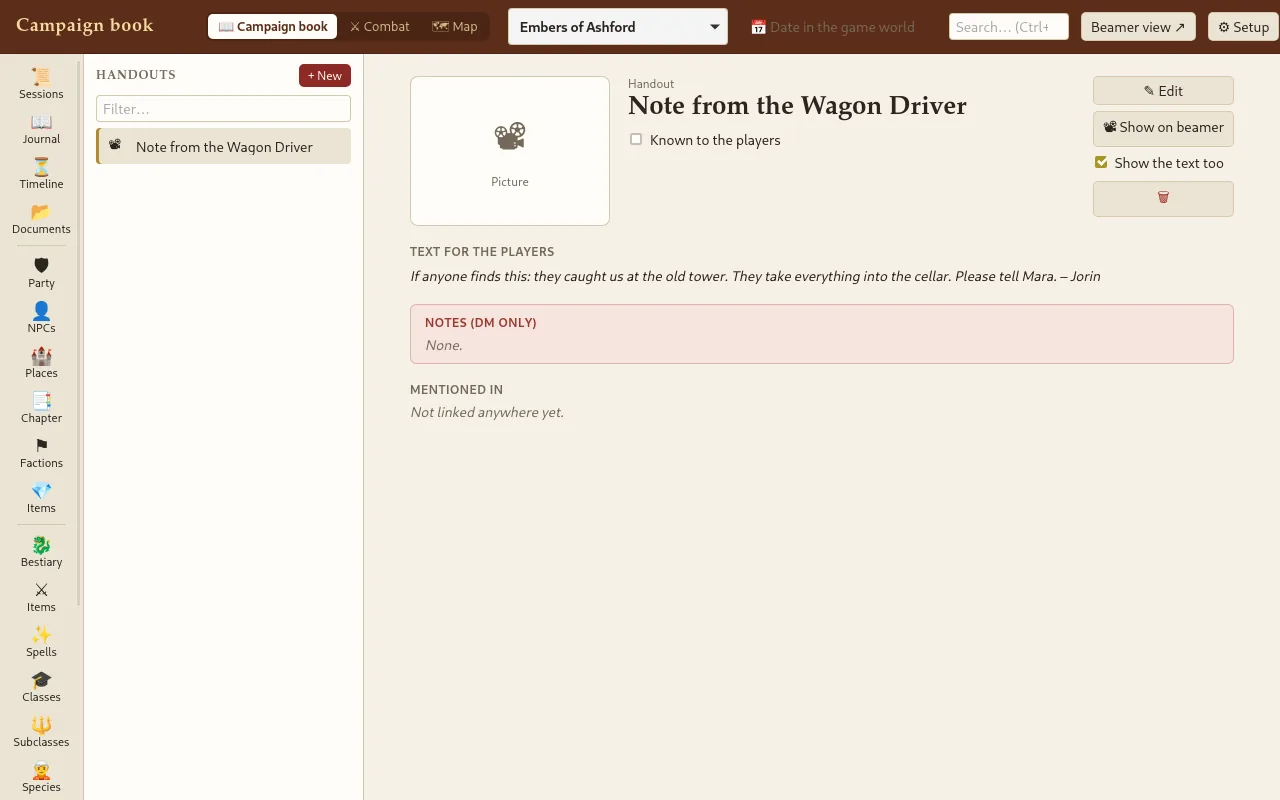 Campaign book
📖 Campaign book
⚔ Combat
🗺 Map
Embers of Ashford
📅 Date in the game world
Search... (Ctrl+
Beamer view ↗
⚙ Setup
Sessions
Journal
Timeline
Documents
Party
NPCs
Places
Chapter
Factions
Items
Bestiary
Items
Spells
Classes
Subclasses
Species
HANDOUTS
+ New
Filter...
Note from the Wagon Driver
Picture
Handout
Note from the Wagon Driver
Known to the players
✎ Edit
Show on beamer
Show the text too
TEXT FOR THE PLAYERS
If anyone finds this: they caught us at the old tower. They take everything into the cellar. Please tell Mara. – Jorin
NOTES (DM ONLY)
None.
MENTIONED IN
Not linked anywhere yet.